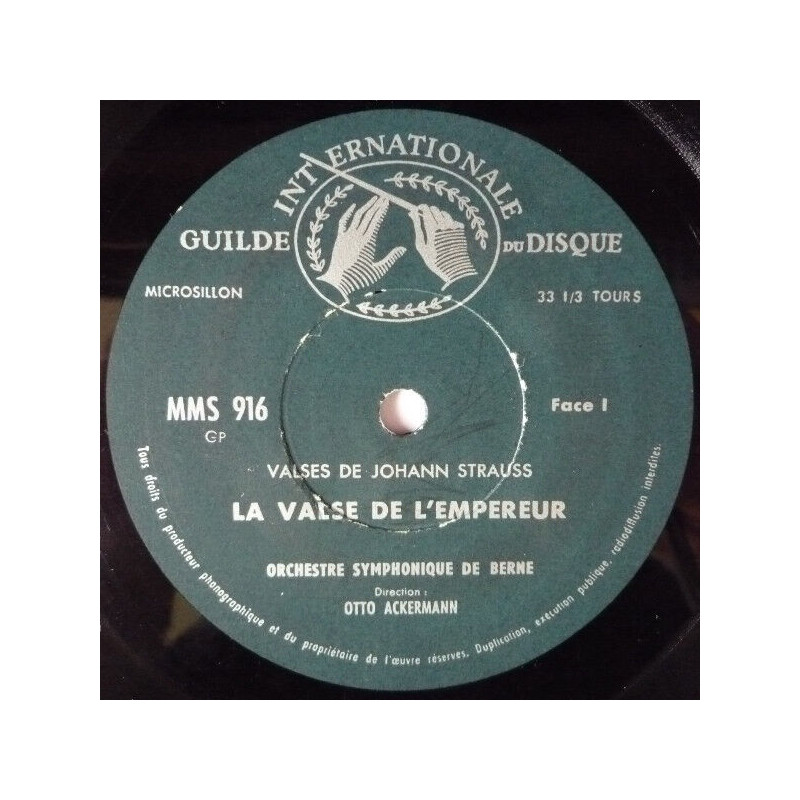 GUILDE INTERNATIONALE DU DISQUE
MICROSILLON
33 1/3 TOURS
MMS 916
CP
Face I
VALSES DE JOHANN STRAUSS
LA VALSE DE L'EMPEREUR
ORCHESTRE SYMPHONIQUE DE BERNE
Direction :
OTTO ACKERMANN
Tous droits du producteur phonographique et du propriétaire de l'œuvre réservés. Duplication, exécution publique, radiodiffusion interdites.